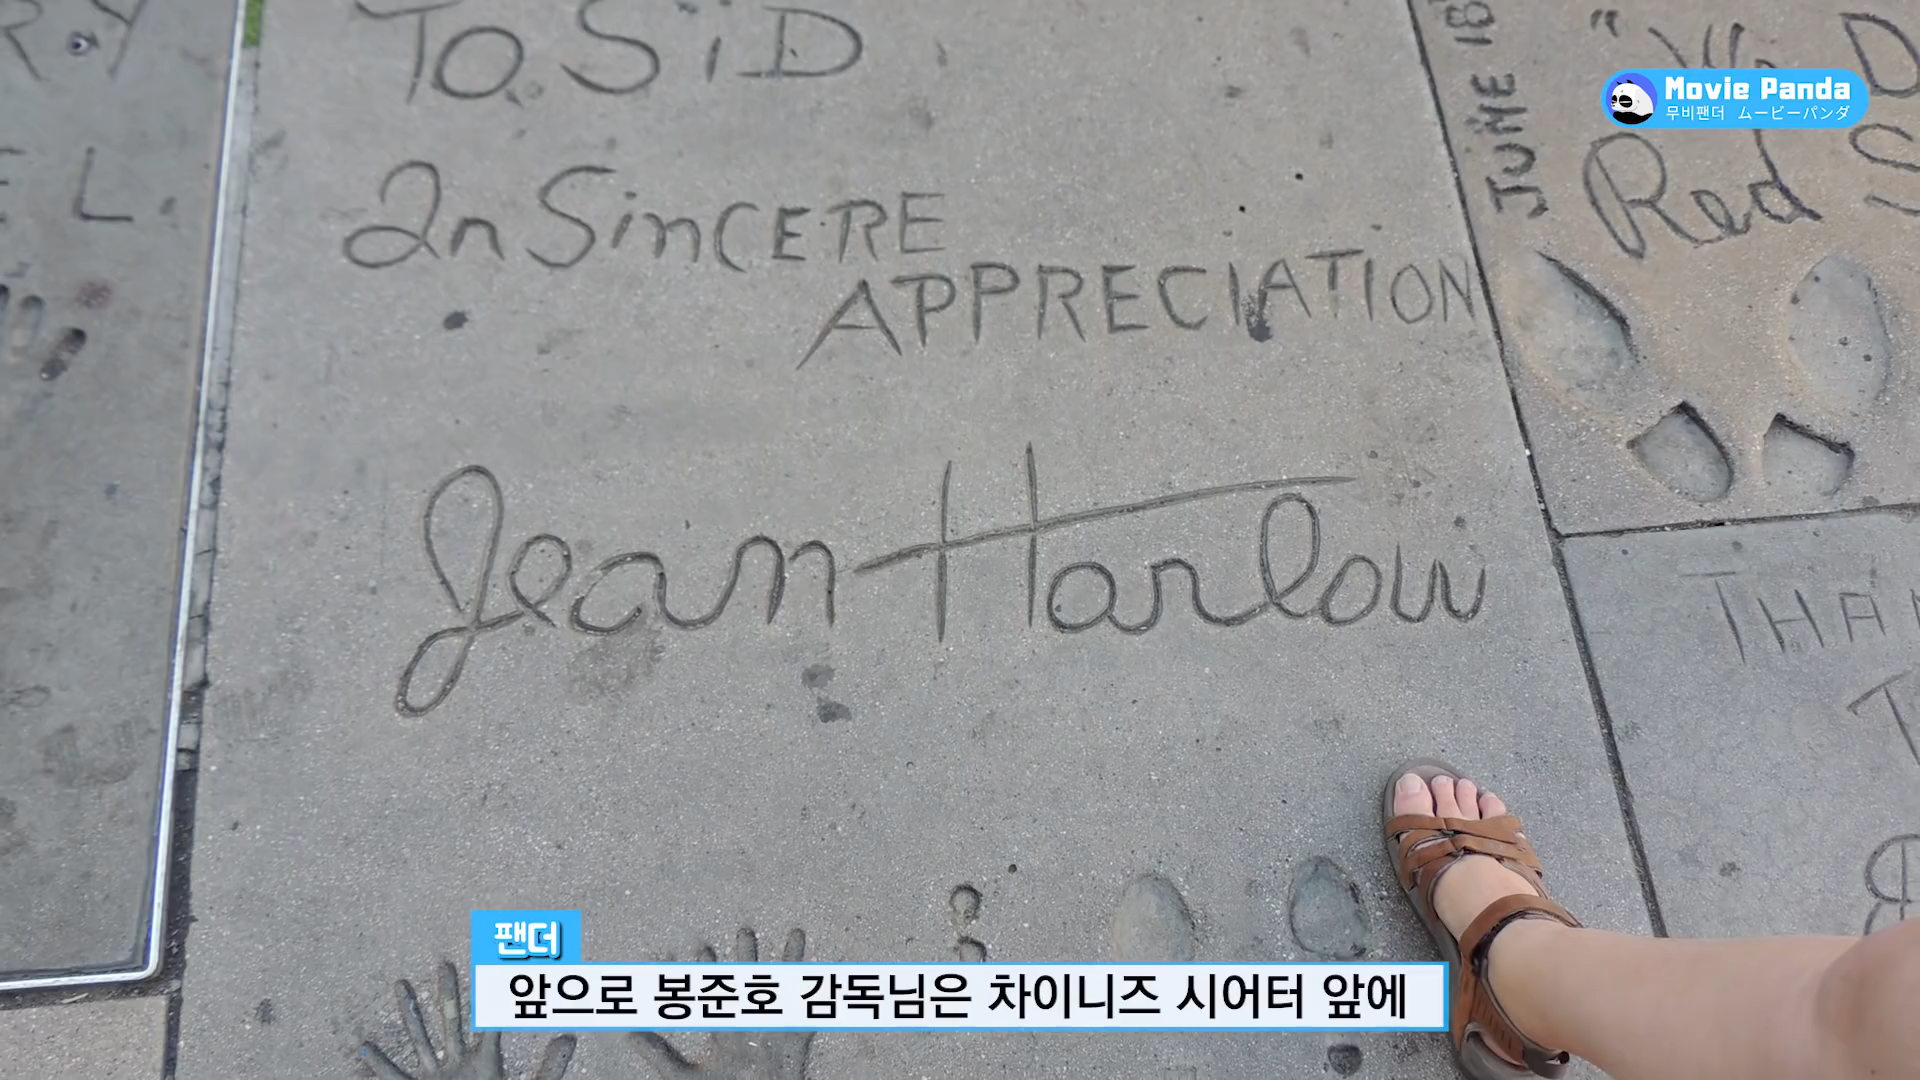 TO SID
In SinCERE
APPRECIATION
Jean Harlow
L.
JUNE 18
Red
THA
Movie Panda
무비팬더 ムービーパンダ
팬더
앞으로 봉준호 감독님은 차이니즈 시어터 앞에